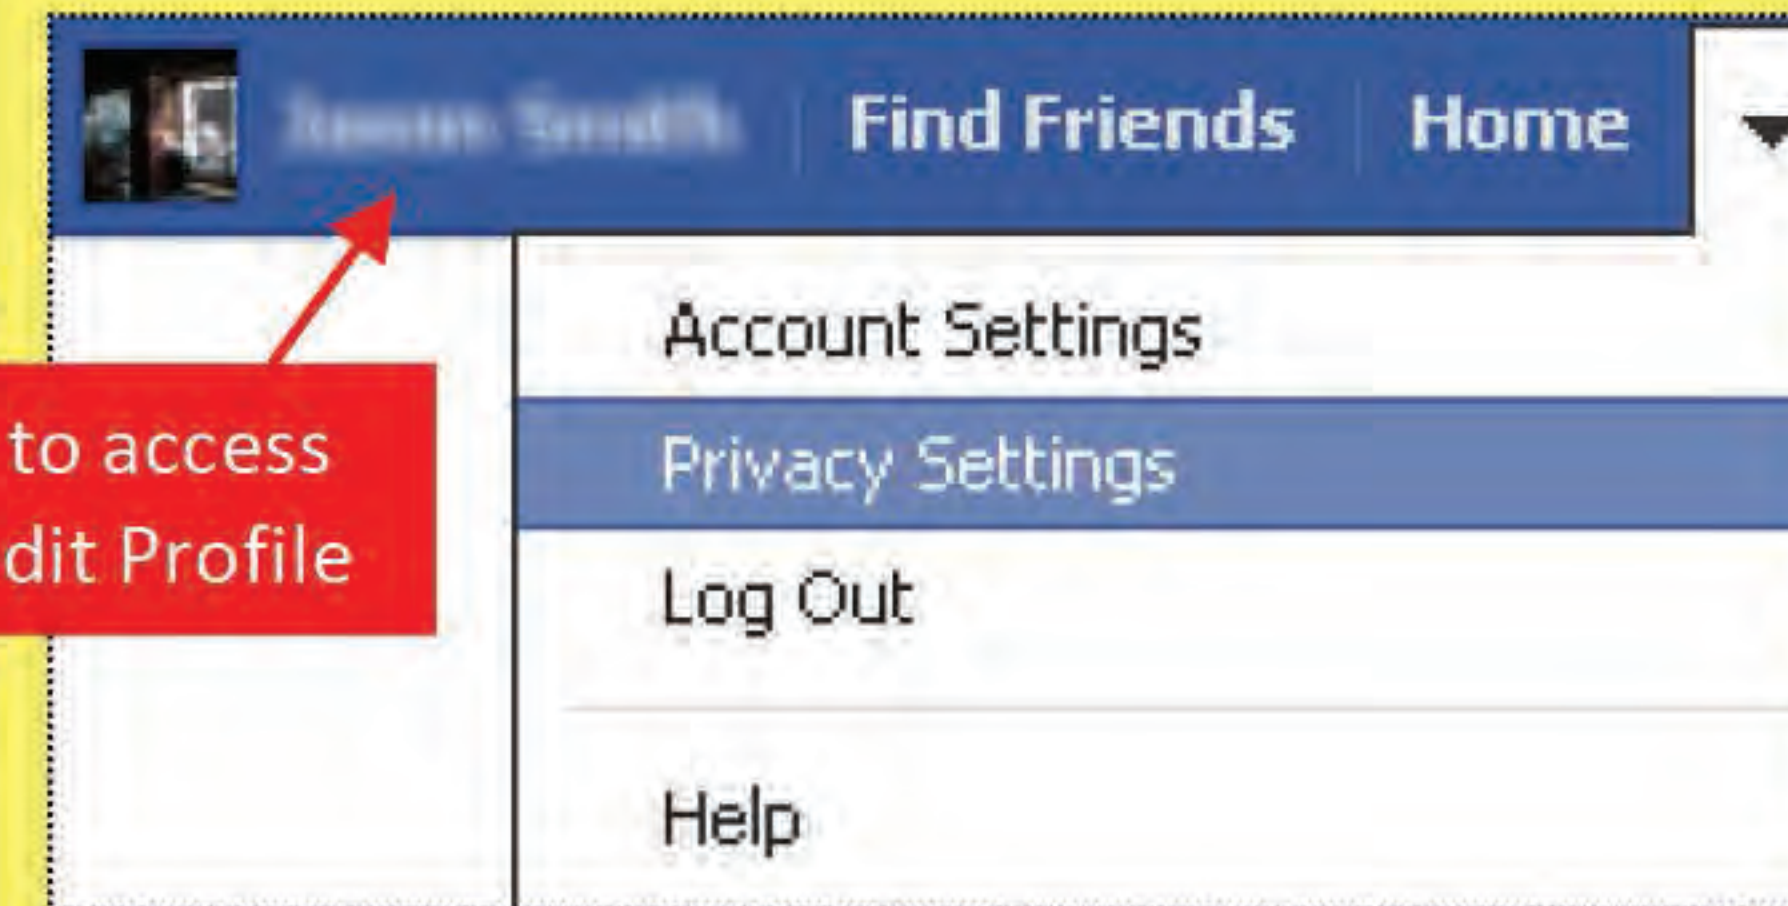 Find Friends
Home
Account Settings
Privacy Settings
Log Out
Help
to access
dit Profile